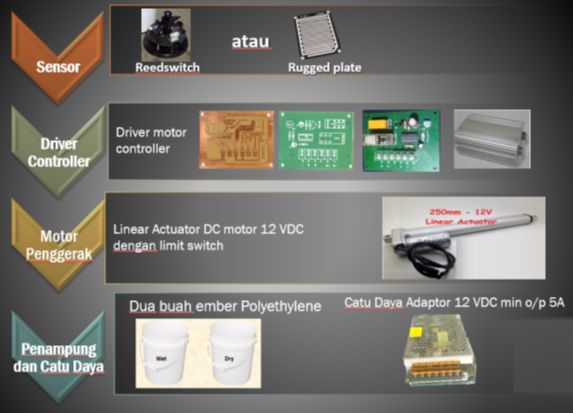 Sensor
Reedswitch
atau
Rugged plate
Driver
Controller
Driver motor
controller
Motor
Penggerak
Linear Actuator DC motor 12 VDC
dengan limit switch
250mm - 12V
Linear Actuator
Penampung
dan Catu Daya
Dua buah ember Polyethylene
Wet
Dry
Catu Daya Adaptor 12 VDC min o/p 5A